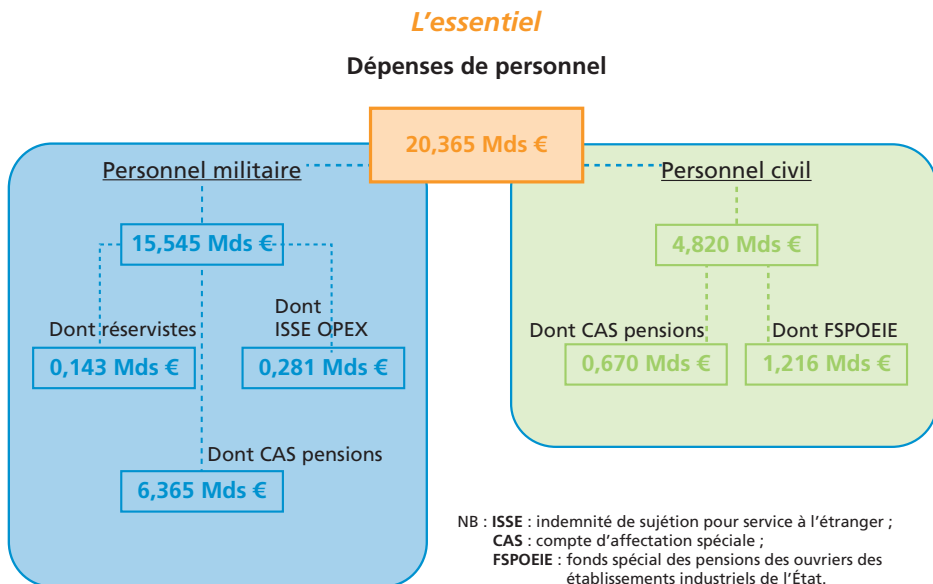 L'essentiel
Dépenses de personnel
20,365 Mds €
Personnel militaire
15,545 Mds €
Dont réservistes
0,143 Mds €
Dont
ISSE OPEX
0,281 Mds €
Dont CAS pensions
6,365 Mds €
Personnel civil
4,820 Mds €
Dont CAS pensions
0,670 Mds €
Dont FSPOEIE
1,216 Mds €
NB : ISSE : indemnité de sujétion pour service à l'étranger ;
CAS : compte d'affectation spéciale ;
FSPOEIE : fonds spécial des pensions des ouvriers des
établissements industriels de l'État.